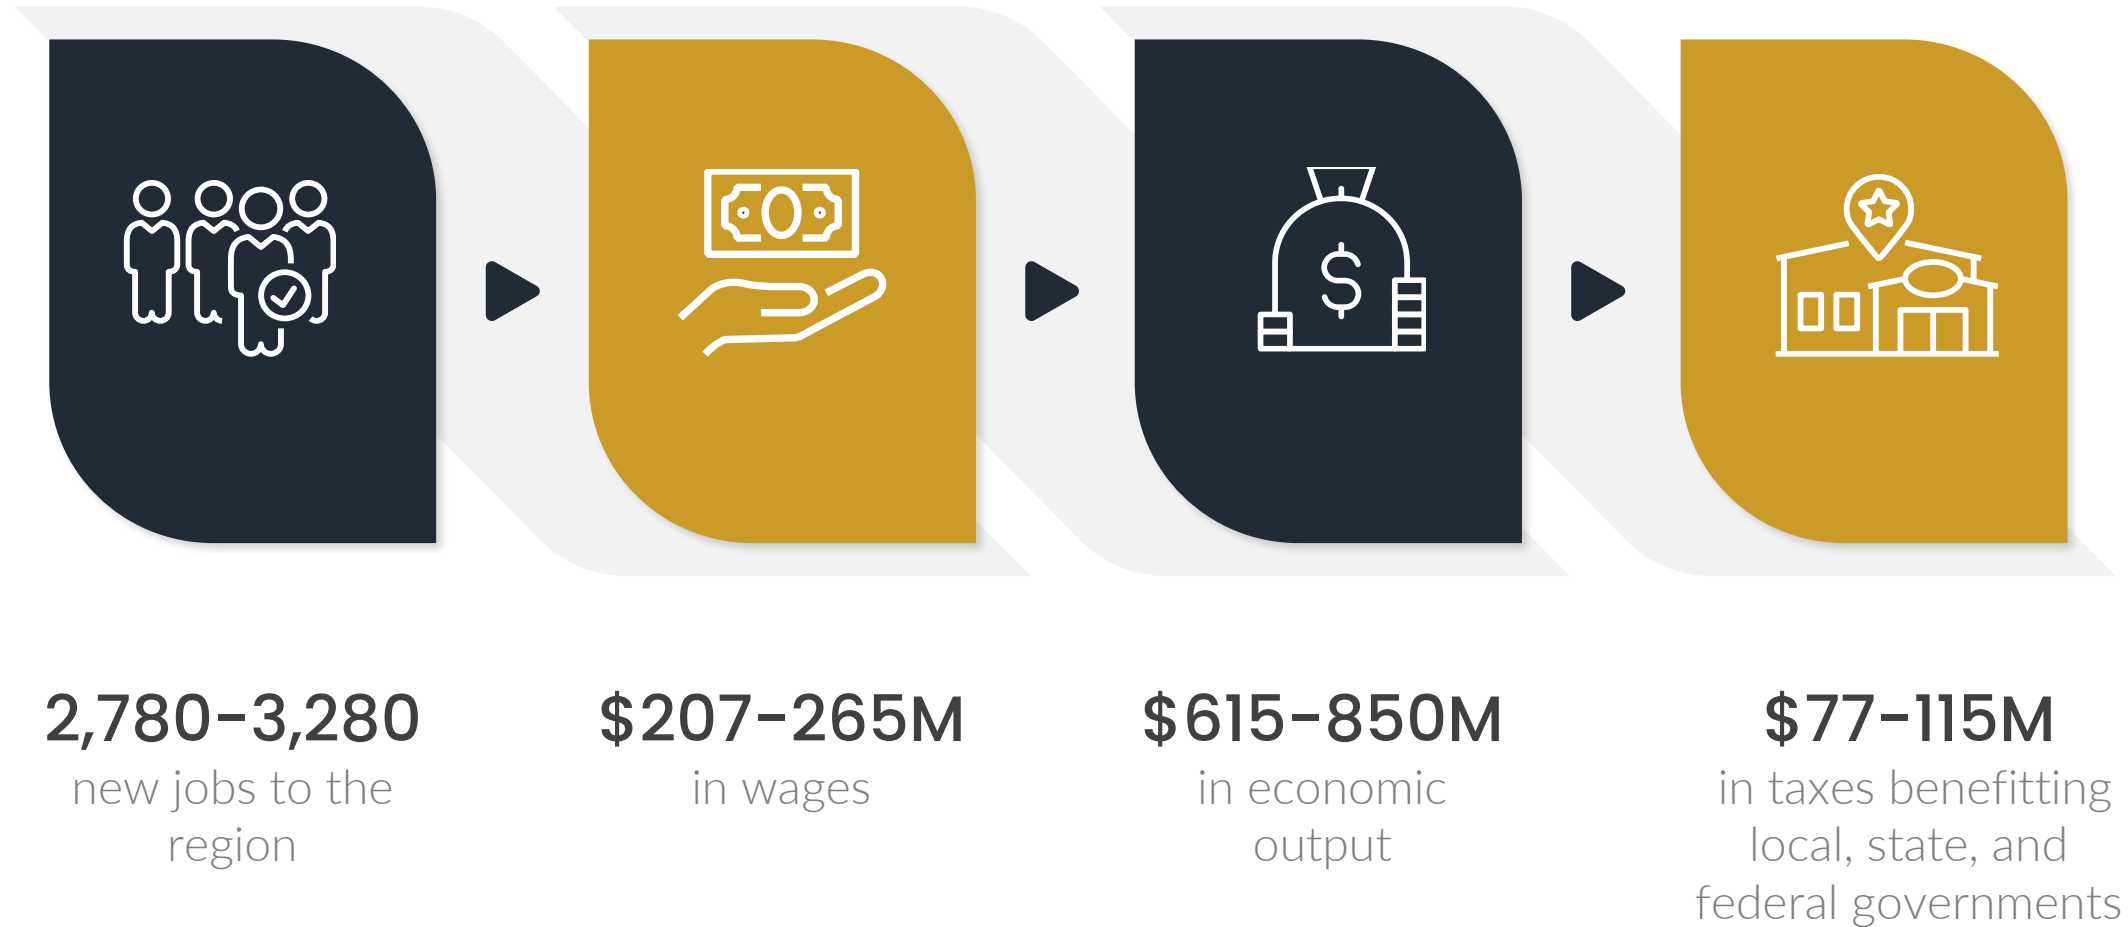 2,780-3,280
new jobs to the
region
$207-265M
in wages
$615-850M
in economic
output
$77-115M
in taxes benefitting
local, state, and
federal governments